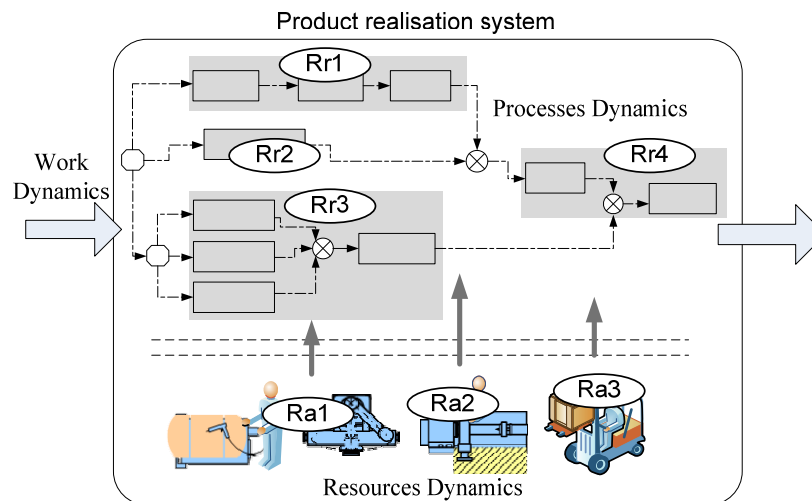 Product realisation system
Rr1
Processes Dynamics
Work
Dynamics
Rr2
Rr4
Rr3
Ra1
Ra2
Ra3
Resources Dynamics